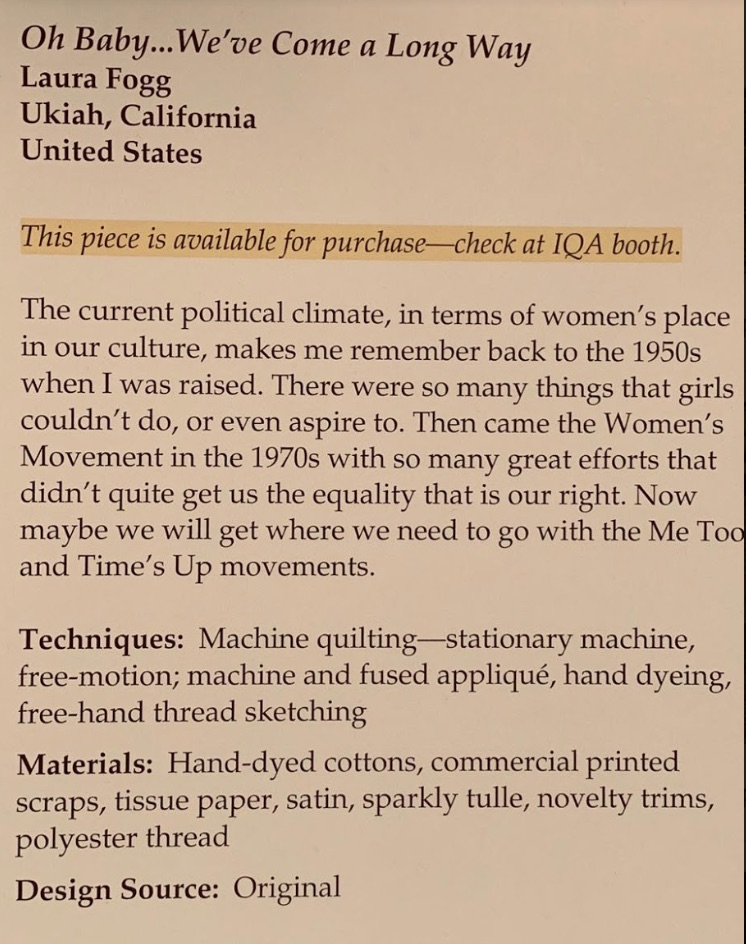 Oh Baby...We've Come a Long Way
Laura Fogg
Ukiah, California
United States
This piece is available for purchase—check at IQA booth.
The current political climate, in terms of women's place
in our culture, makes me remember back to the 1950s
when I was raised. There were so many things that girls
couldn't do, or even aspire to. Then came the Women's
Movement in the 1970s with so many great efforts that
didn't quite get us the equality that is our right. Now
maybe we will get where we need to go with the Me Too
and Time's Up movements.
Techniques: Machine quilting—stationary machine,
free-motion; machine and fused appliqué, hand dyeing,
free-hand thread sketching
Materials: Hand-dyed cottons, commercial printed
scraps, tissue paper, satin, sparkly tulle, novelty trims,
polyester thread
Design Source: Original